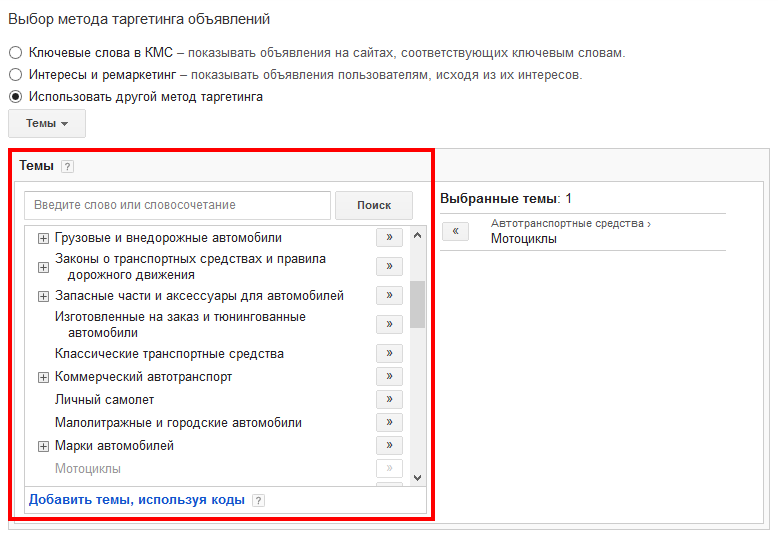 Выбор метода таргетинга объявлений
Ключевые слова в КМС – показывать объявления на сайтах, соответствующих ключевым словам.
Интересы и ремаркетинг – показывать объявления пользователям, исходя из их интересов.
Использовать другой метод таргетинга
Темы
Темы ?
Введите слово или словосочетание
Поиск
Грузовые и внедорожные автомобили »
Законы о транспортных средствах и правила
дорожного движения »
Запасные части и аксессуары для автомобилей »
Изготовленные на заказ и тюнингованные
автомобили »
Классические транспортные средства »
Коммерческий автотранспорт »
Личный самолет »
Малолитражные и городские автомобили »
Марки автомобилей »
Мотоциклы »
Добавить темы, используя коды ?
Выбранные темы: 1
« Автотранспортные средства ›
Мотоциклы